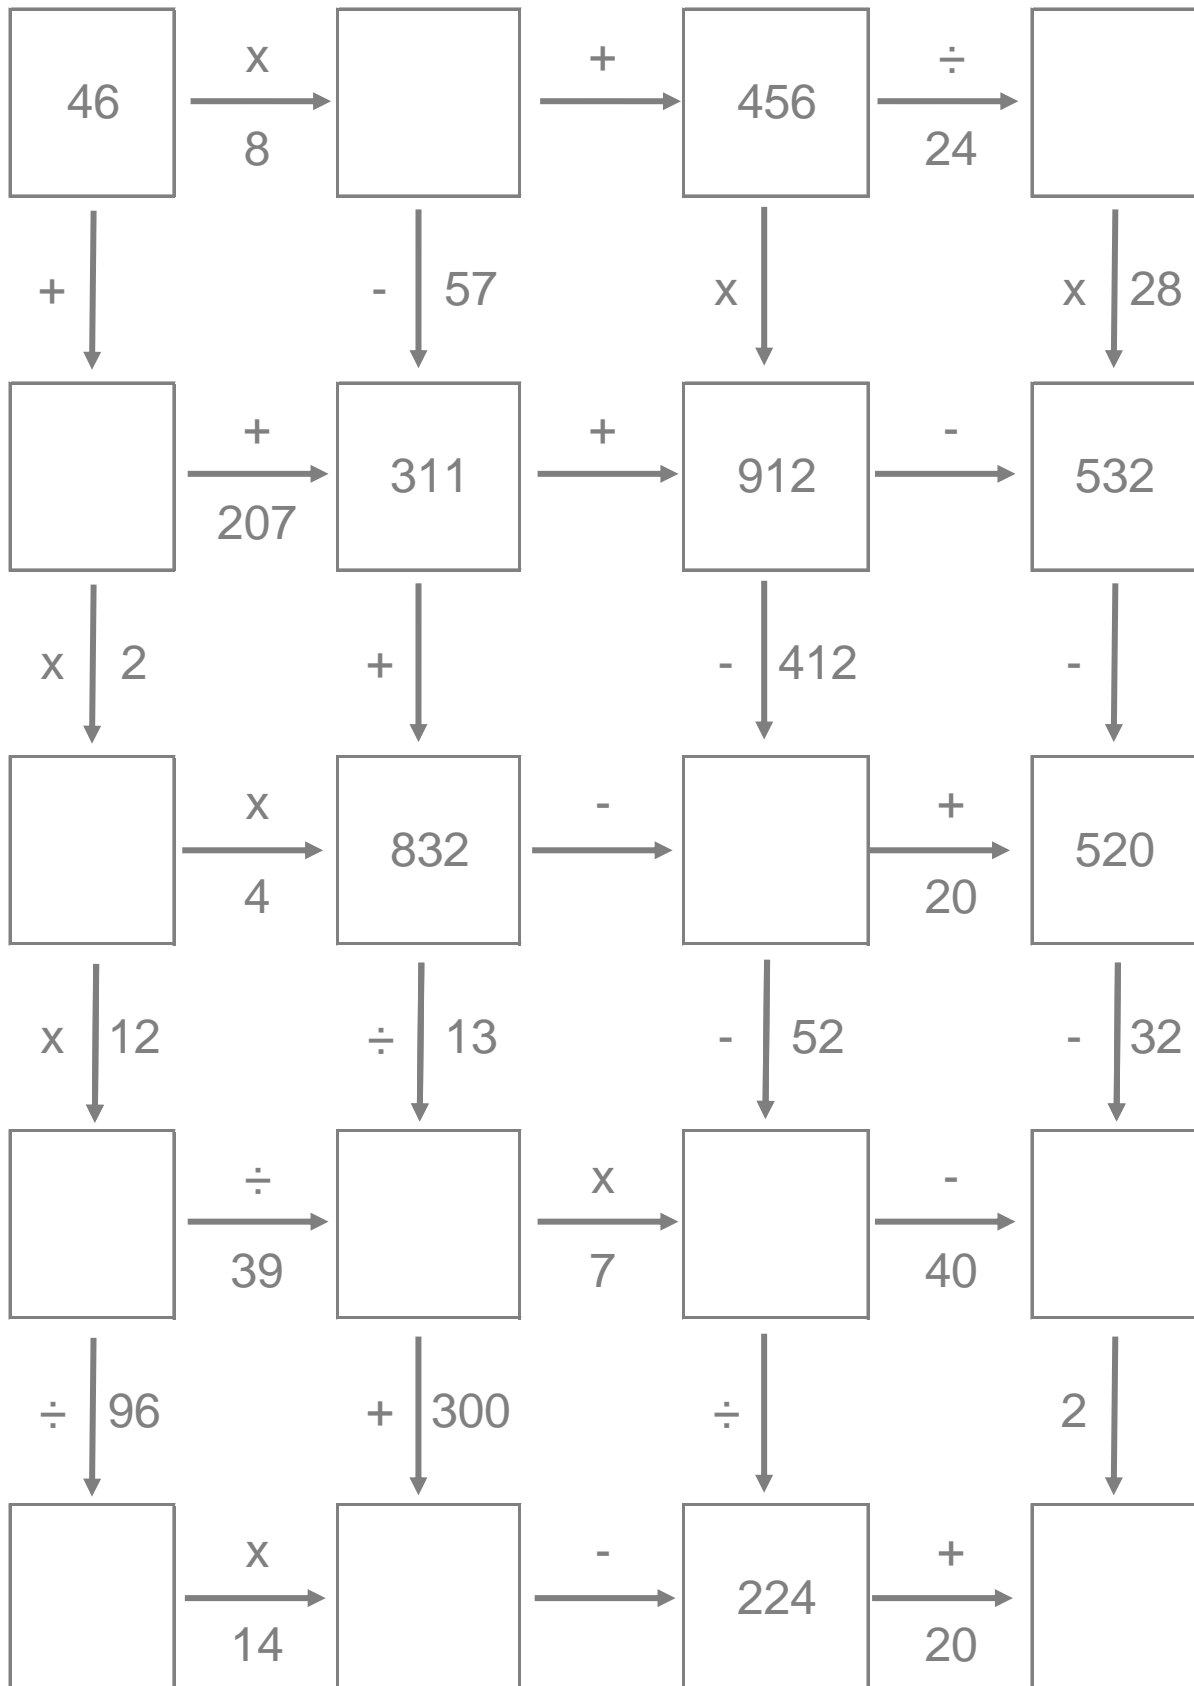 x + ÷
46 456
8 24
+ - 57 x x 28
+ + -
311 912 532
207
x 2 + - 412 -
x - +
832 520
4 20
x 12 ÷ 13 - 52 - 32
÷ x -
39 7 40
÷ 96 + 300 ÷ 2
x - +
224
14 20